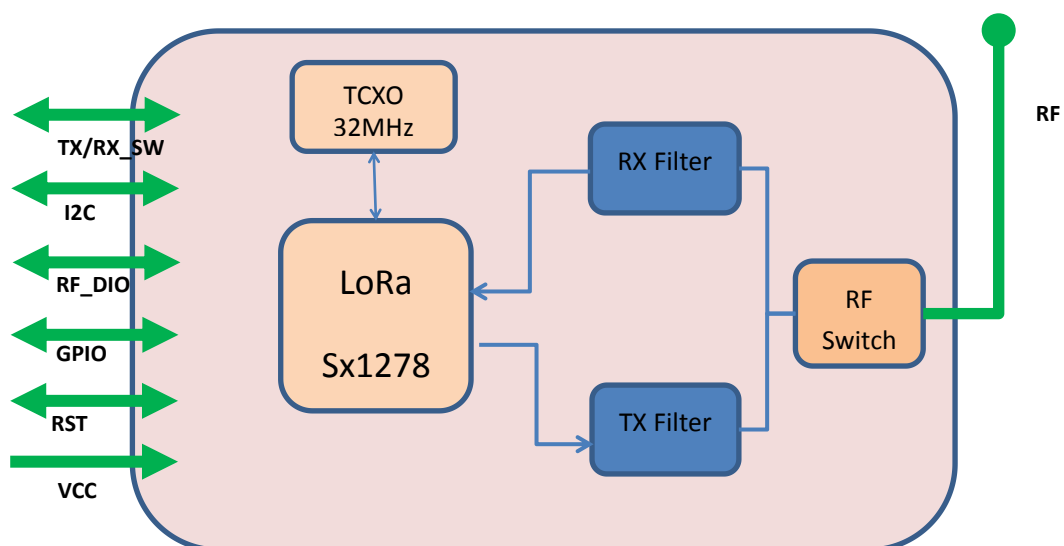 TX/RX_SW
I2C
RF_DIO
GPIO
RST
VCC
TCXO
32MHz
LoRa
Sx1278
RX Filter
TX Filter
RF
Switch
RF